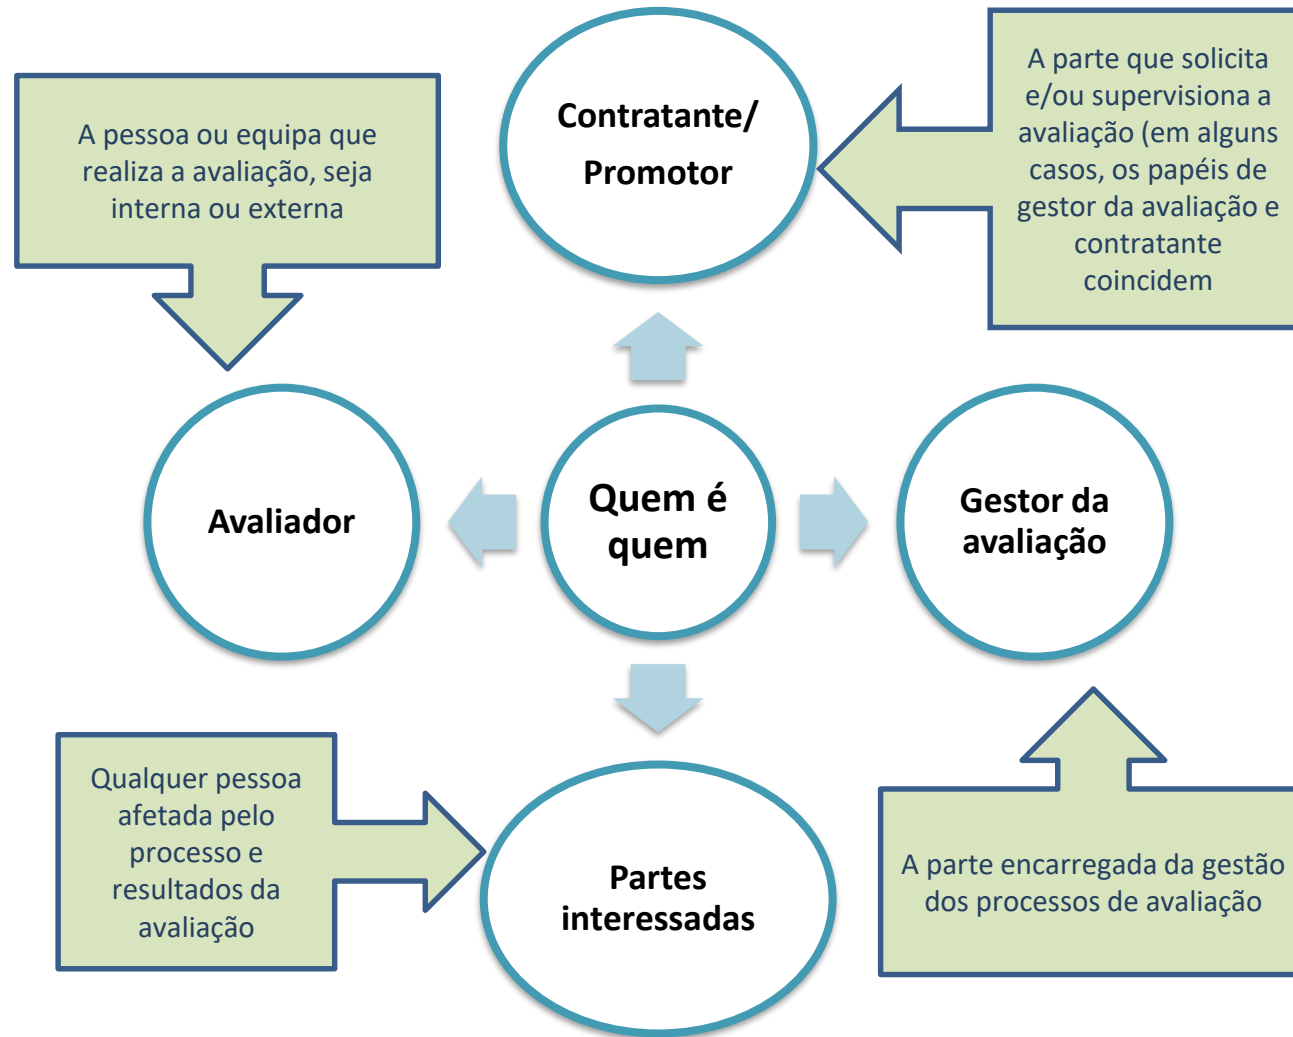 Contratante/
Promotor
A parte que solicita
e/ou supervisiona a
avaliação (em alguns
casos, os papéis de
gestor da avaliação e
contratante
coincidem
A pessoa ou equipa que
realiza a avaliação, seja
interna ou externa
Avaliador
Quem é
quem
Gestor da
avaliação
Qualquer pessoa
afetada pelo
processo e
resultados da
avaliação
Partes
interessadas
A parte encarregada da gestão
dos processos de avaliação